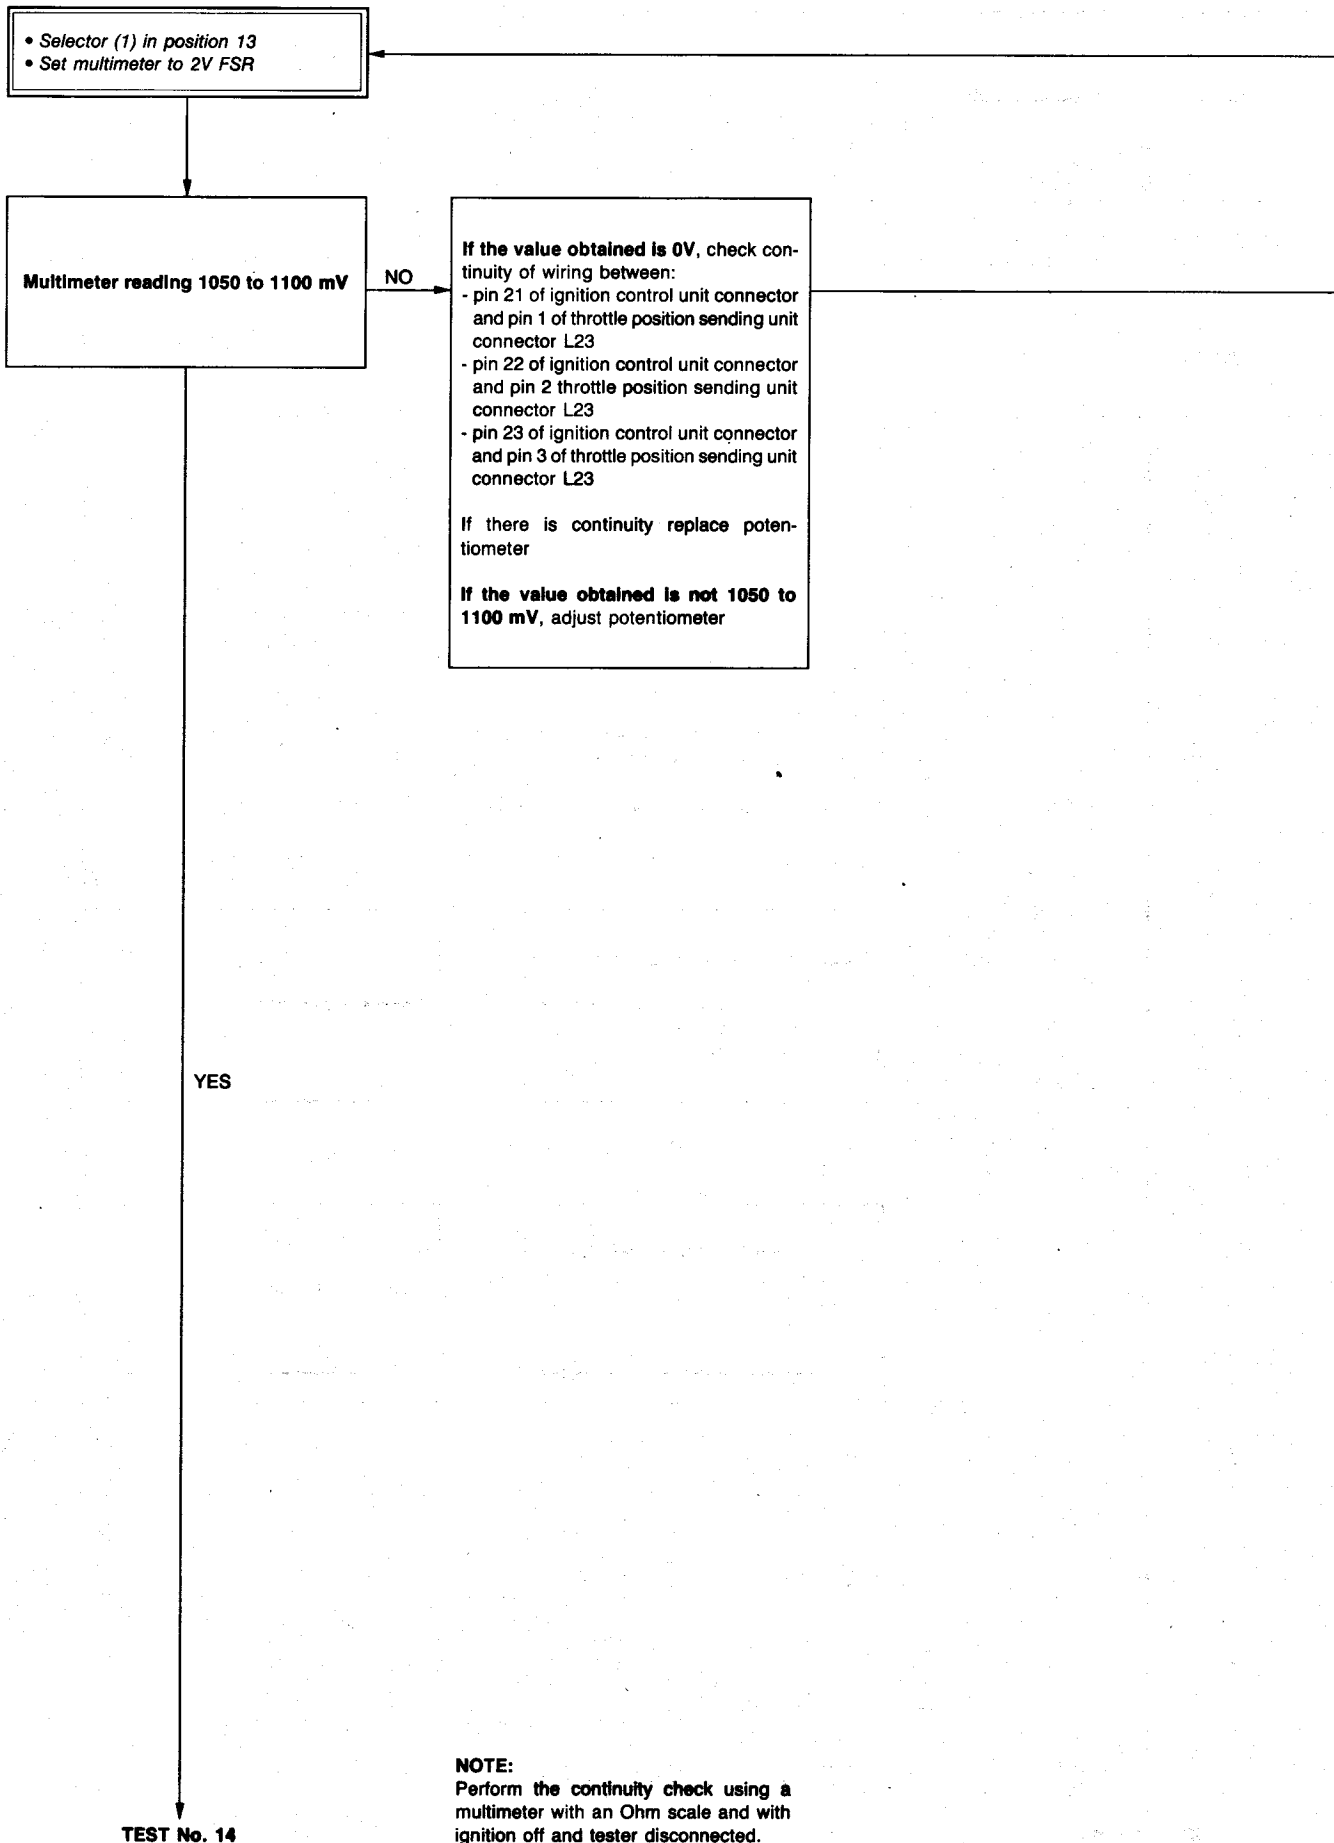 • Selector (1) in position 13
• Set multimeter to 2V FSR
Multimeter reading 1050 to 1100 mV
NO
If the value obtained is 0V, check con-
tinuity of wiring between:
- pin 21 of ignition control unit connector
and pin 1 of throttle position sending unit
connector L23
- pin 22 of ignition control unit connector
and pin 2 throttle position sending unit
connector L23
- pin 23 of ignition control unit connector
and pin 3 of throttle position sending unit
connector L23
If there is continuity replace poten-
tiometer
If the value obtained is not 1050 to
1100 mV, adjust potentiometer
YES
NOTE:
Perform the continuity check using a
multimeter with an Ohm scale and with
ignition off and tester disconnected.
TEST No. 14